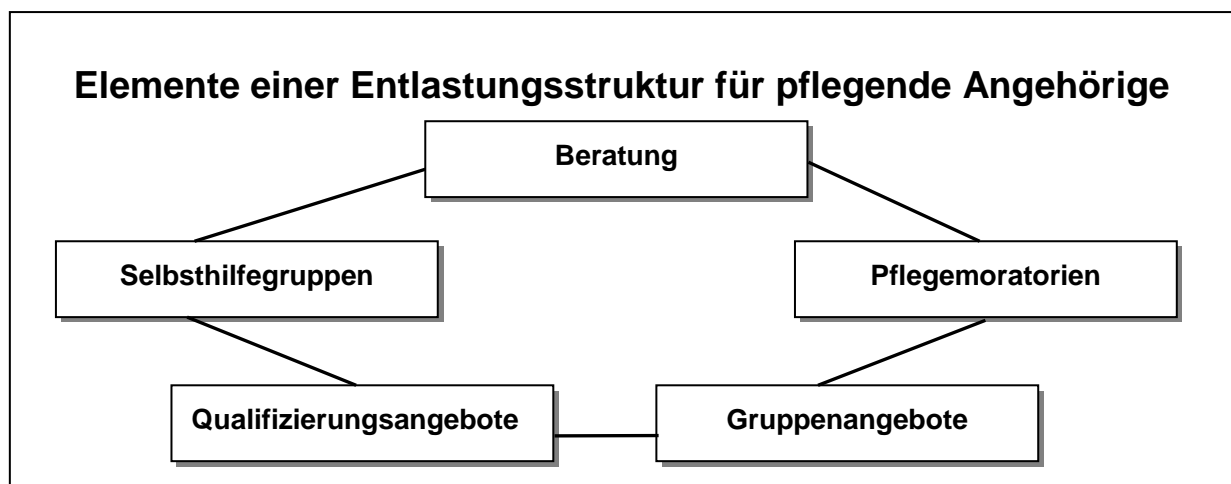 Elemente einer Entlastungsstruktur für pflegende Angehörige
Beratung
Selbsthilfegruppen
Pflegemoratorien
Qualifizierungsangebote
Gruppenangebote